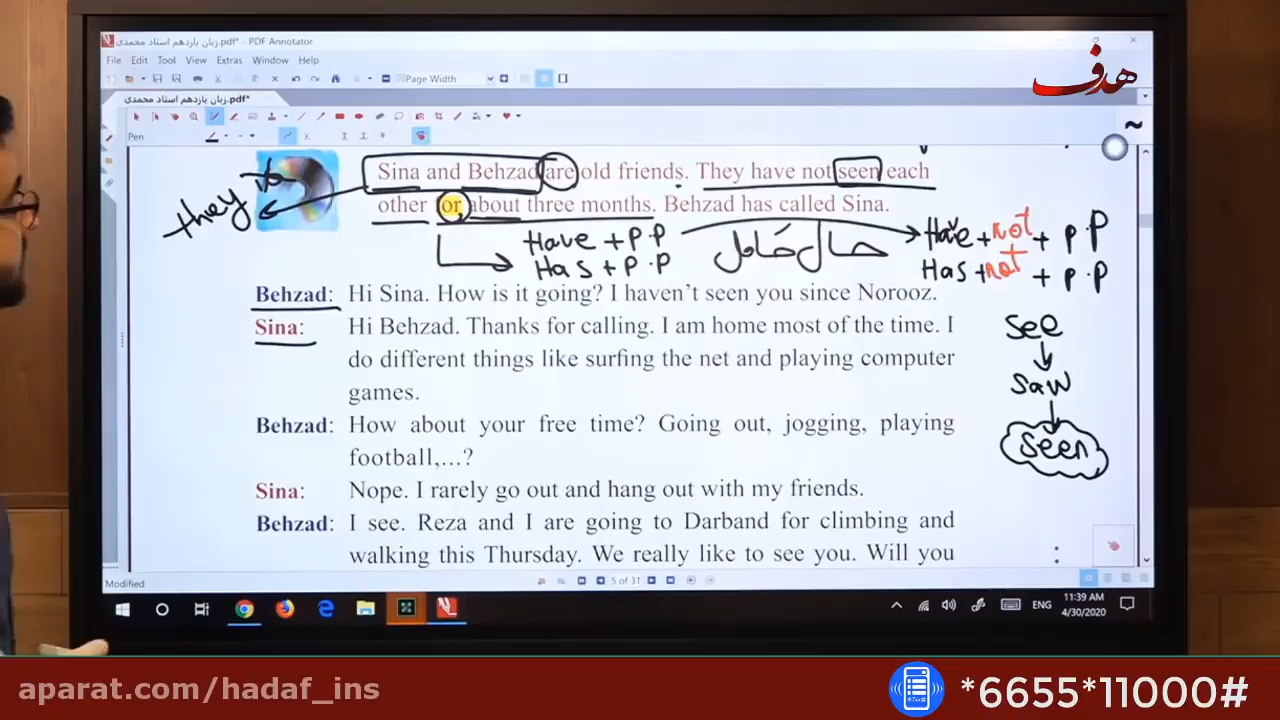 هدف
زبان یازدهم استاد محمدی.pdf* - PDF Annotator
File Edit Tool View Extras Window Help
Page Width
زبان یازدهم استاد محمدی.pdf*
Pen
Sina and Behzad are old friends. They have not seen each
other for about three months. Behzad has called Sina.
they
Have + p.p
Has + p.p
حال کامل
Have + not + p.p
Has + not + p.p
Behzad: Hi Sina. How is it going? I haven't seen you since Norooz.
Sina: Hi Behzad. Thanks for calling. I am home most of the time. I
do different things like surfing the net and playing computer
games.
see
saw
seen
Behzad: How about your free time? Going out, jogging, playing
football,...?
Sina: Nope. I rarely go out and hang out with my friends.
Behzad: I see. Reza and I are going to Darband for climbing and
walking this Thursday. We really like to see you. Will you
Modified
5 of 31
ENG
11:39 AM
4/30/2020
aparat.com/hadaf_ins
*6655*11000#